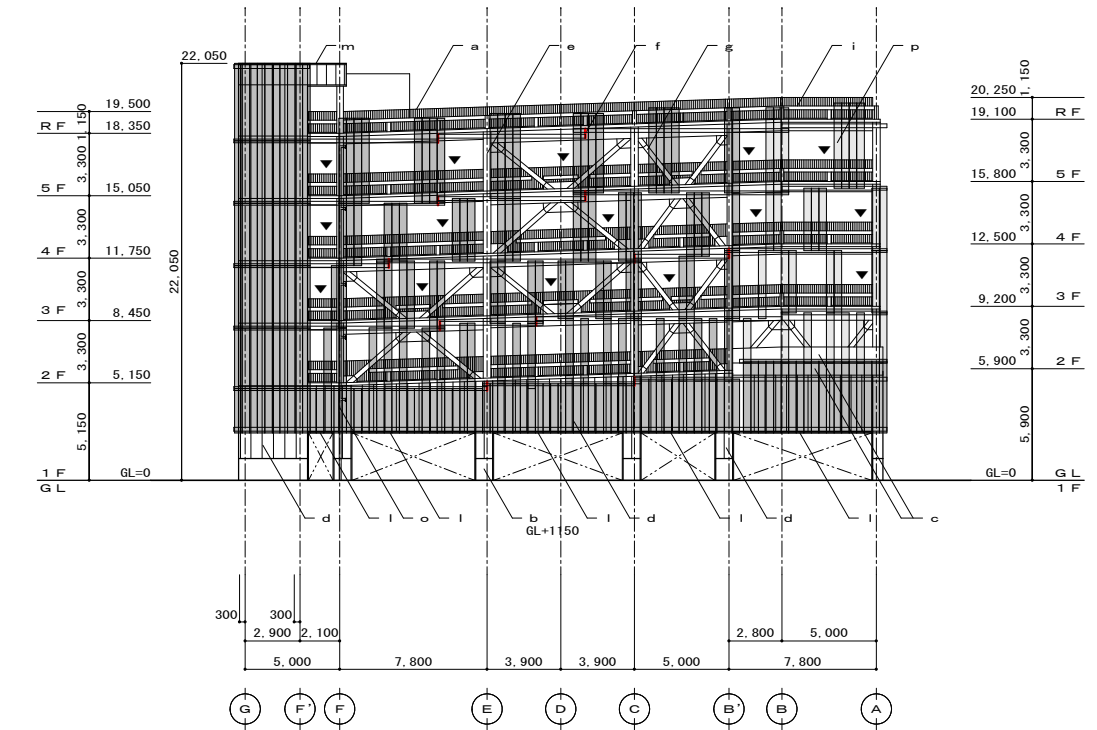 m a e f g i p
22,050
19,500
1,150
RF 18,350
3,300
5F 15,050
3,300
4F 11,750
3,300
3F 8,450
3,300
2F 5,150
5,150
1F GL=0
GL
22,050
20,250
1,150
19,100 RF
3,300
15,800 5F
3,300
12,500 4F
3,300
9,200 3F
3,300
5,900 2F
5,900
GL=0 GL
1F
d l o l b l d l d l c
GL+1150
300 300
2,900 2,100 2,800 5,000
5,000 7,800 3,900 3,900 5,000 7,800
G F' F E D C B' B A